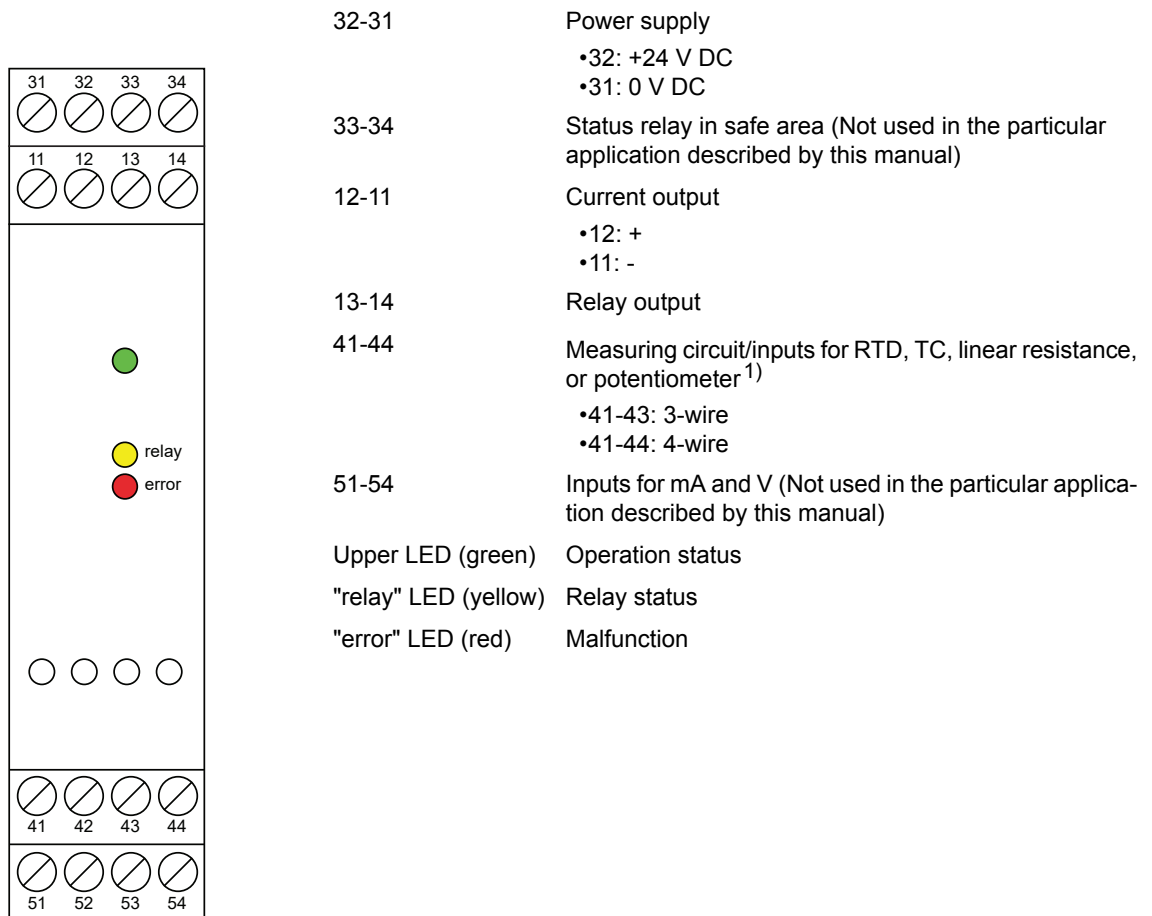 31 32 33 34
11 12 13 14
relay
error
41 42 43 44
51 52 53 54
32-31 Power supply
•32: +24 V DC
•31: 0 V DC
33-34 Status relay in safe area (Not used in the particular
application described by this manual)
12-11 Current output
•12: +
•11: -
13-14 Relay output
41-44 Measuring circuit/inputs for RTD, TC, linear resistance,
or potentiometer 1)
•41-43: 3-wire
•41-44: 4-wire
51-54 Inputs for mA and V (Not used in the particular applica-
tion described by this manual)
Upper LED (green) Operation status
"relay" LED (yellow) Relay status
"error" LED (red) Malfunction